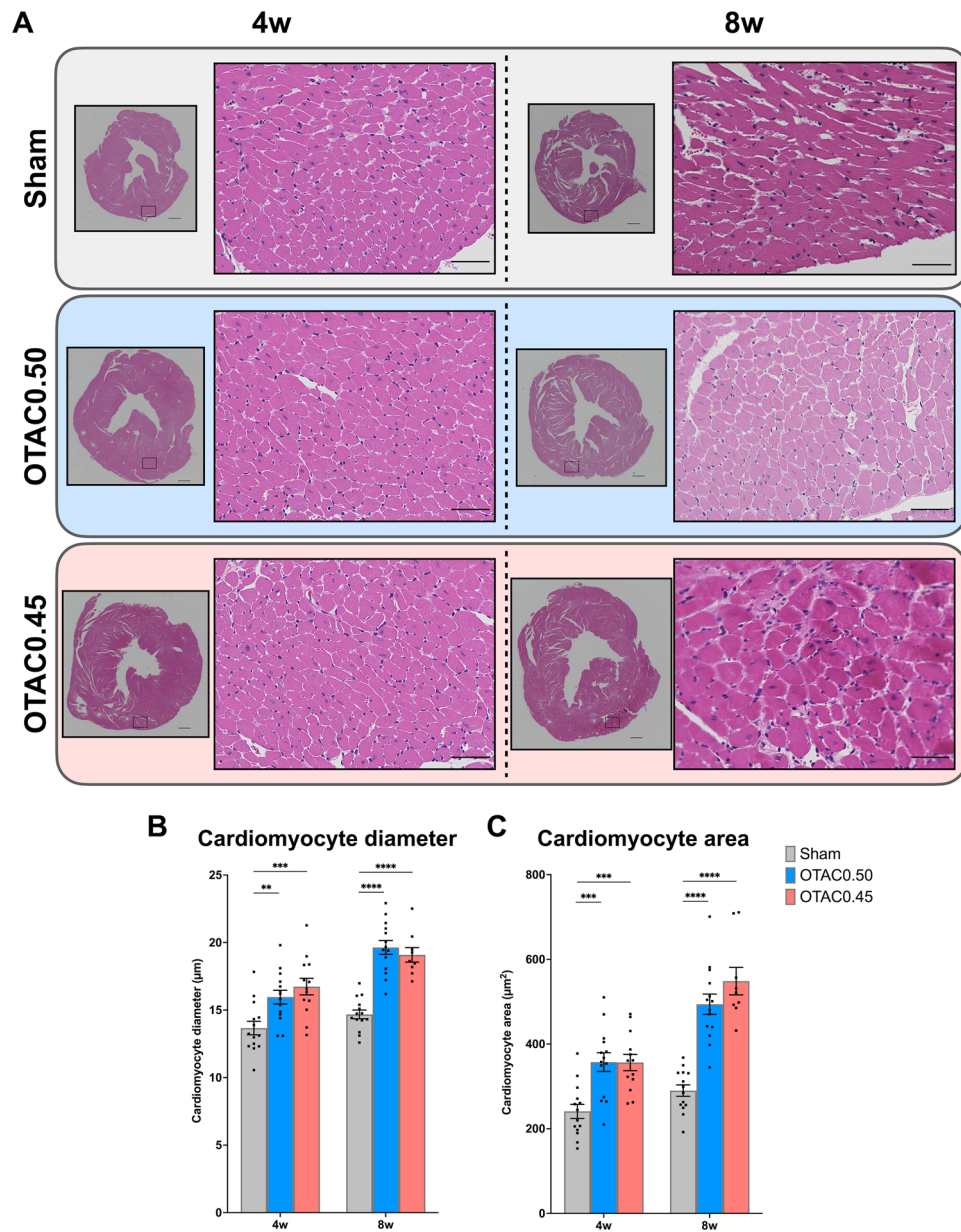 A
4w
8w
Sham
OTAC0.50
OTAC0.45
B
Cardiomyocyte diameter
Cardiomyocyte diameter (µm)
25
20
15
10
5
0
**
***
****
****
4w
8w
C
Cardiomyocyte area
Cardiomyocyte area (µm²)
800
600
400
200
0
***
***
****
****
4w
8w
Sham
OTAC0.50
OTAC0.45